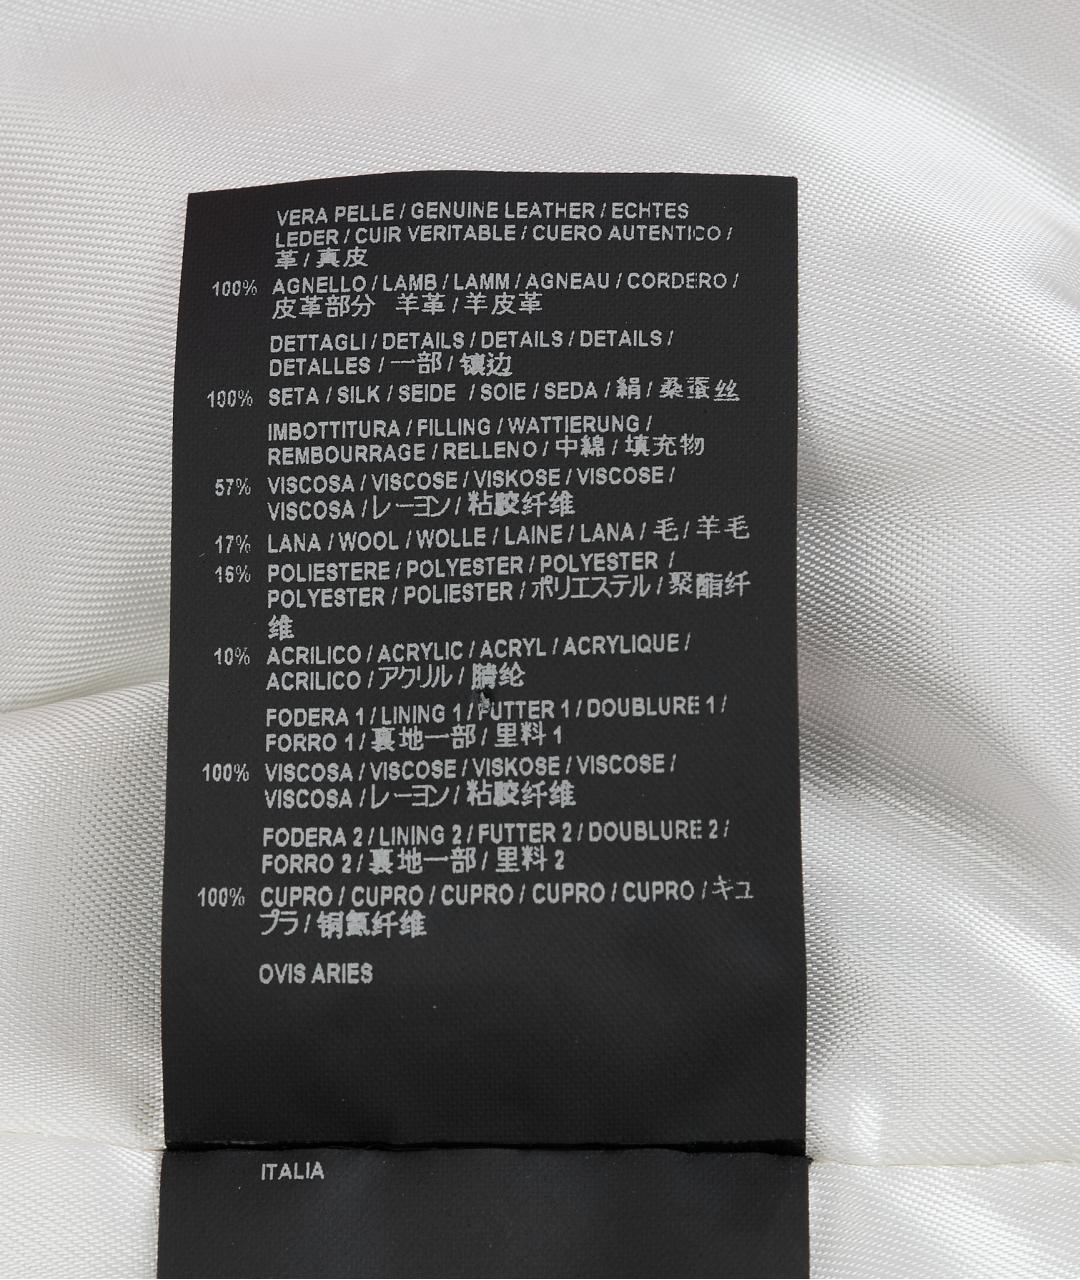 VERA PELLE / GENUINE LEATHER / ECHTES
LEDER / CUIR VERITABLE / CUERO AUTENTICO /
革 / 真皮
100% AGNELLO / LAMB / LAMM / AGNEAU / CORDERO /
皮革部分 羊革 / 羊皮革
DETTAGLI / DETAILS / DETAILS / DETAILS /
DETALLES / 一部 / 镶边
100% SETA / SILK / SEIDE / SOIE / SEDA / 絹 / 桑蚕丝
IMBOTTITURA / FILLING / WATTIERUNG /
REMBOURRAGE / RELLENO / 中綿 / 填充物
57% VISCOSA / VISCOSE / VISKOSE / VISCOSE /
VISCOSA / レーヨン / 粘胶纤维
17% LANA / WOOL / WOLLE / LAINE / LANA / 毛 / 羊毛
16% POLIESTERE / POLYESTER / POLYESTER /
POLYESTER / POLIESTER / ポリエステル / 聚酯纤
维
10% ACRILICO / ACRYLIC / ACRYL / ACRYLIQUE /
ACRILICO / アクリル / 腈纶
FODERA 1 / LINING 1 / FUTTER 1 / DOUBLURE 1 /
FORRO 1 / 裏地一部 / 里料 1
100% VISCOSA / VISCOSE / VISKOSE / VISCOSE /
VISCOSA / レーヨン / 粘胶纤维
FODERA 2 / LINING 2 / FUTTER 2 / DOUBLURE 2 /
FORRO 2 / 裏地一部 / 里料 2
100% CUPRO / CUPRO / CUPRO / CUPRO / CUPRO / キュ
プラ / 铜氨纤维
OVIS ARIES
ITALIA